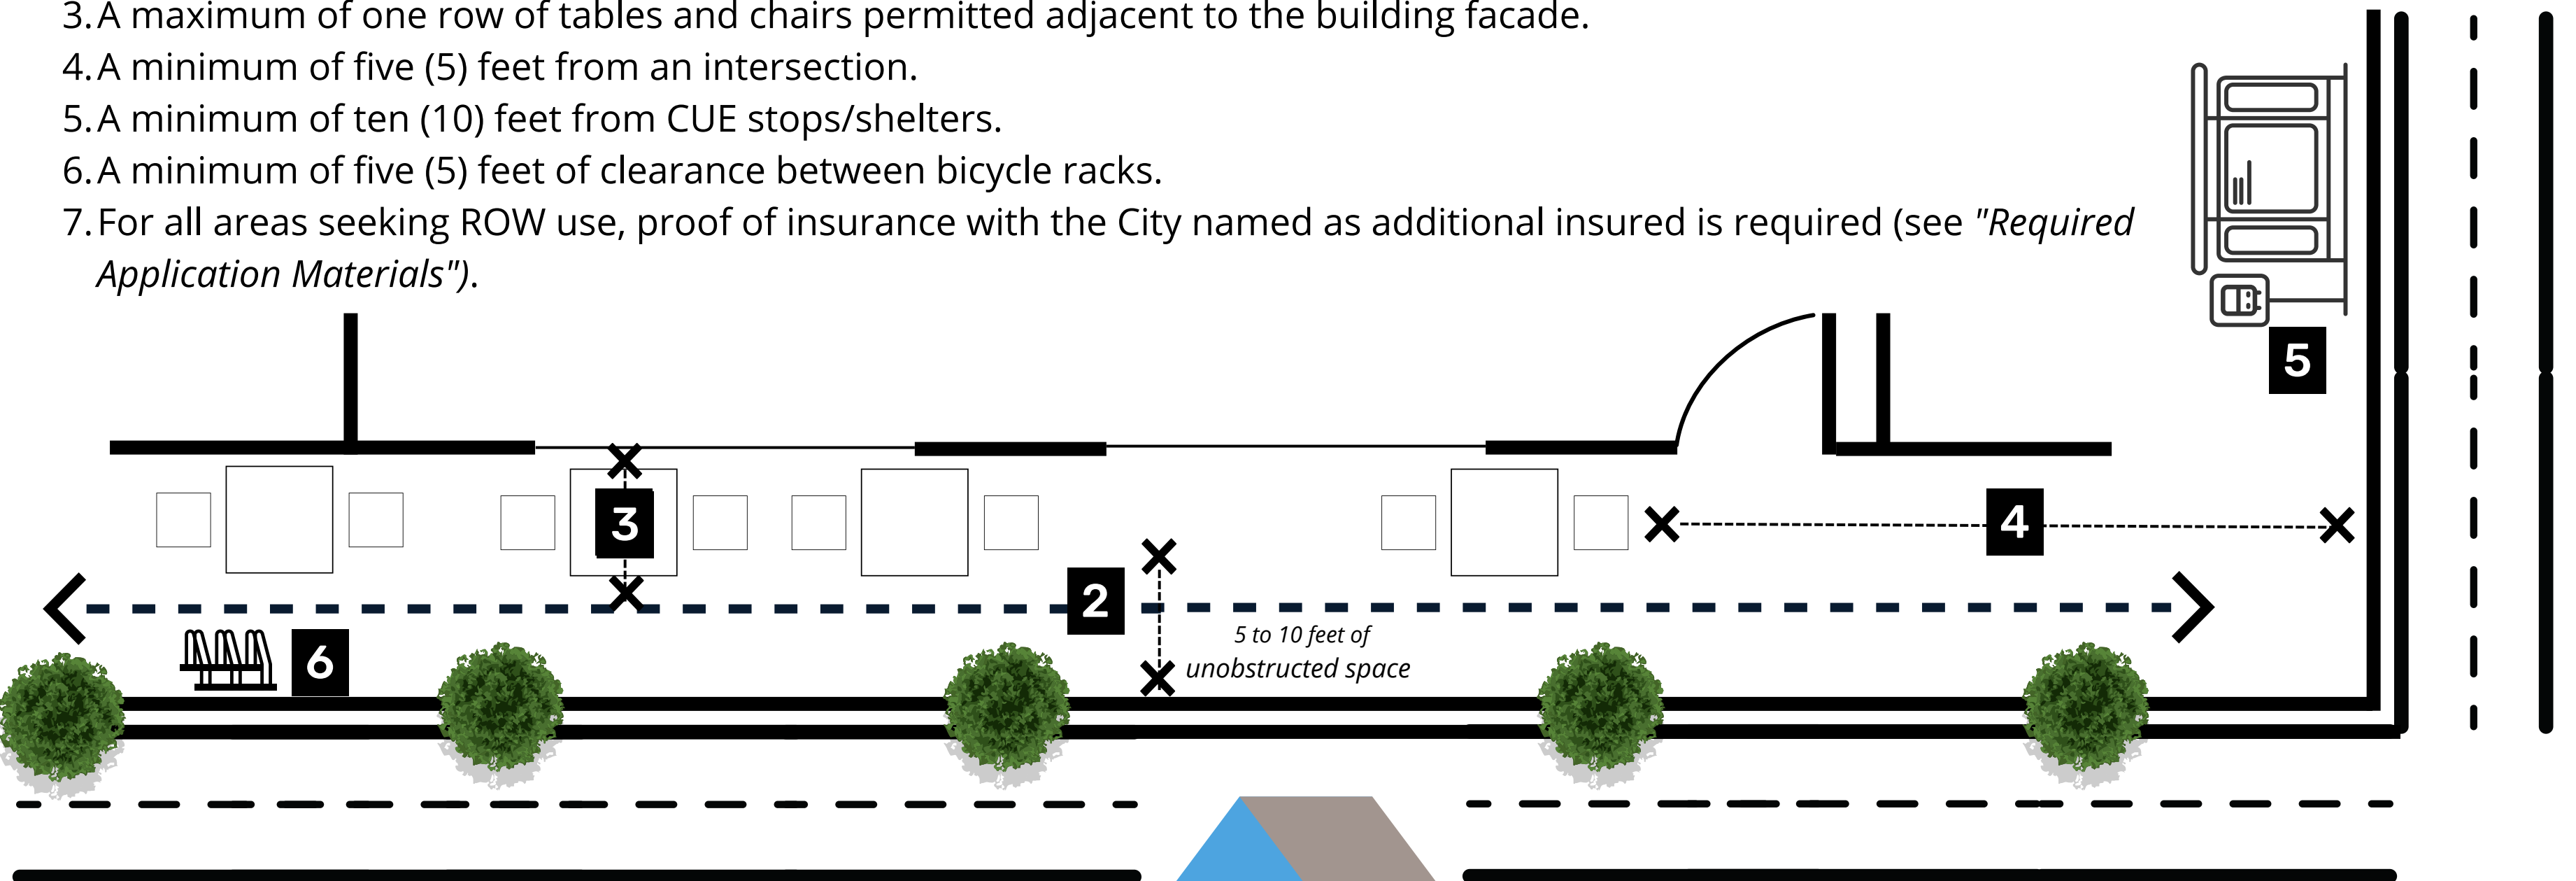 3. A maximum of one row of tables and chairs permitted adjacent to the building facade.
4. A minimum of five (5) feet from an intersection.
5. A minimum of ten (10) feet from CUE stops/shelters.
6. A minimum of five (5) feet of clearance between bicycle racks.
7. For all areas seeking ROW use, proof of insurance with the City named as additional insured is required (see "Required
Application Materials").
5
3
4
2
5 to 10 feet of
unobstructed space
6